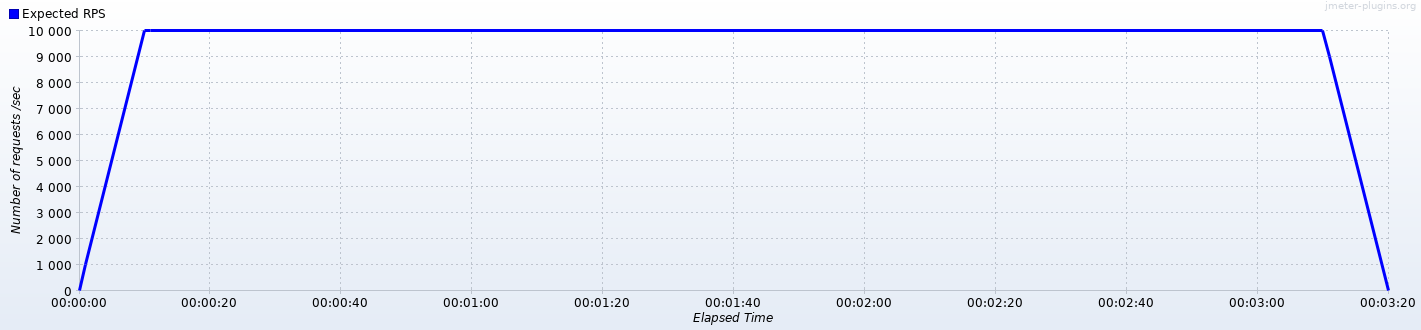 jmeter-plugins.org
Expected RPS
10 000
9 000
8 000
7 000
6 000
5 000
4 000
3 000
2 000
1 000
0
Number of requests /sec
00:00:00 00:00:20 00:00:40 00:01:00 00:01:20 00:01:40 00:02:00 00:02:20 00:02:40 00:03:00 00:03:20
Elapsed Time